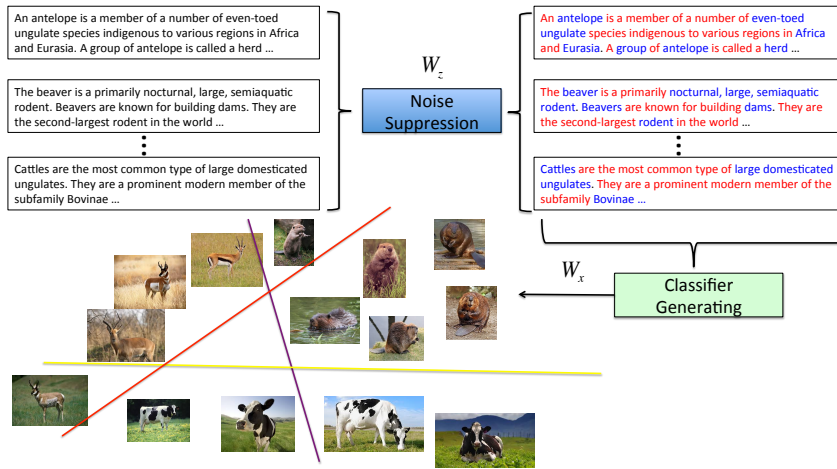 An antelope is a member of a number of even-toed
ungulate species indigenous to various regions in Africa
and Eurasia. A group of antelope is called a herd ...
The beaver is a primarily nocturnal, large, semiaquatic
rodent. Beavers are known for building dams. They are
the second-largest rodent in the world ...
Cattles are the most common type of large domesticated
ungulates. They are a prominent modern member of the
subfamily Bovinae ...
W_z
Noise
Suppression
An antelope is a member of a number of even-toed
ungulate species indigenous to various regions in Africa
and Eurasia. A group of antelope is called a herd ...
The beaver is a primarily nocturnal, large, semiaquatic
rodent. Beavers are known for building dams. They are
the second-largest rodent in the world ...
Cattles are the most common type of large domesticated
ungulates. They are a prominent modern member of the
subfamily Bovinae ...
W_x
Classifier
Generating